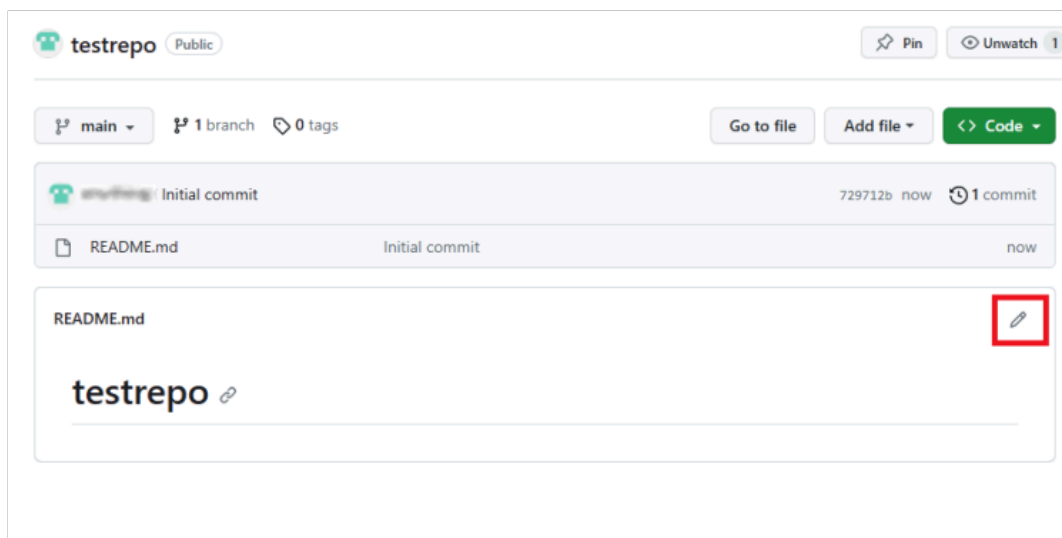 testrepo Public Pin Unwatch 1
main 1 branch 0 tags Go to file Add file Code
Initial commit 729712b now 1 commit
README.md Initial commit now
README.md
testrepo